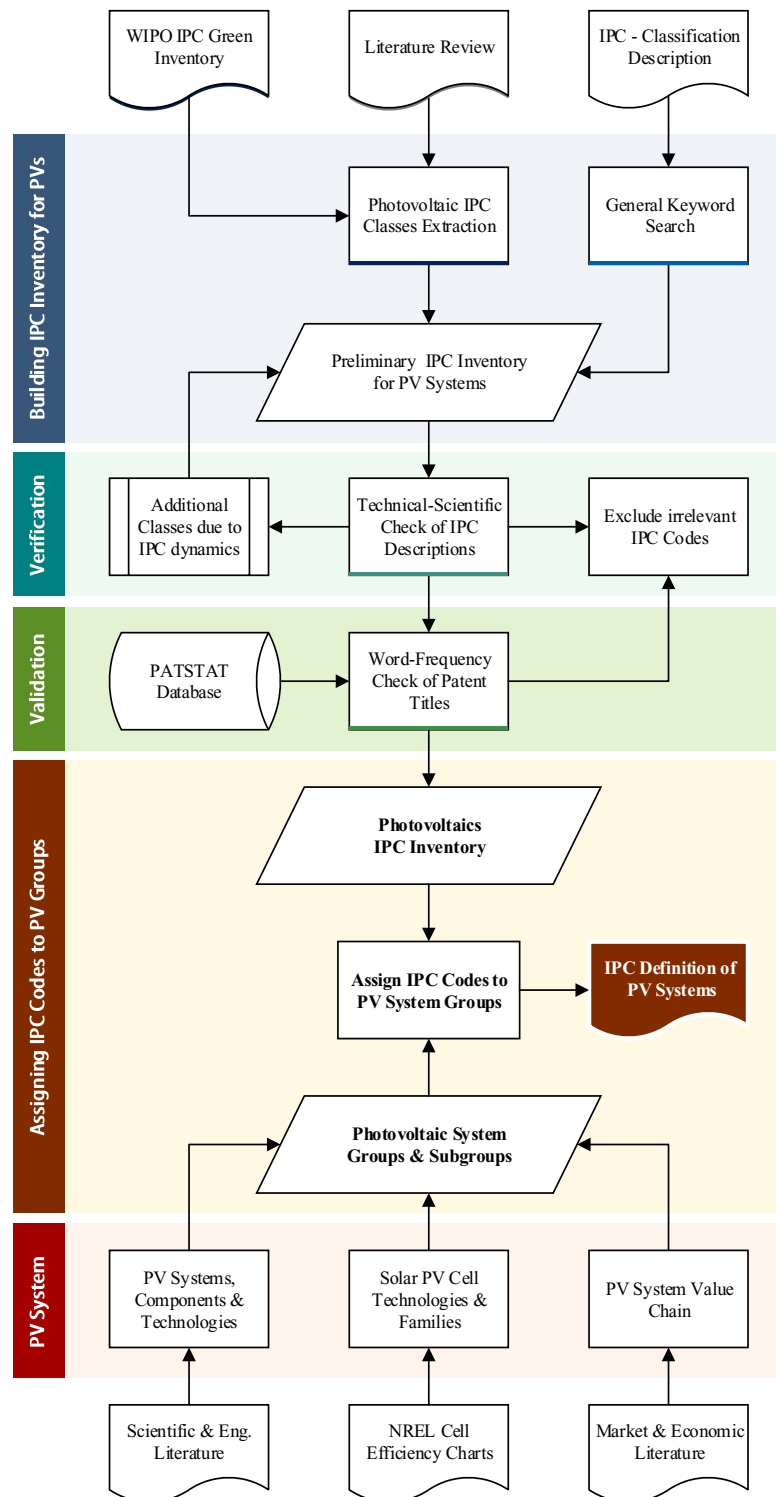 WIPO IPC Green
Inventory
Literature Review
IPC - Classification
Description
Building IPC Inventory for PVs
Photovoltaic IPC
Classes Extraction
General Keyword
Search
Preliminary IPC Inventory
for PV Systems
Verification
Additional
Classes due to
IPC dynamics
Technical-Scientific
Check of IPC
Descriptions
Exclude irrelevant
IPC Codes
Validation
PATSTAT
Database
Word-Frequency
Check of Patent
Titles
Assigning IPC Codes to PV Groups
Photovoltaics
IPC Inventory
Assign IPC Codes to
PV System Groups
IPC Definition of
PV Systems
Photovoltaic System
Groups & Subgroups
PV System
PV Systems,
Components &
Technologies
Solar PV Cell
Technologies &
Families
PV System Value
Chain
Scientific & Eng.
Literature
NREL Cell
Efficiency Charts
Market & Economic
Literature